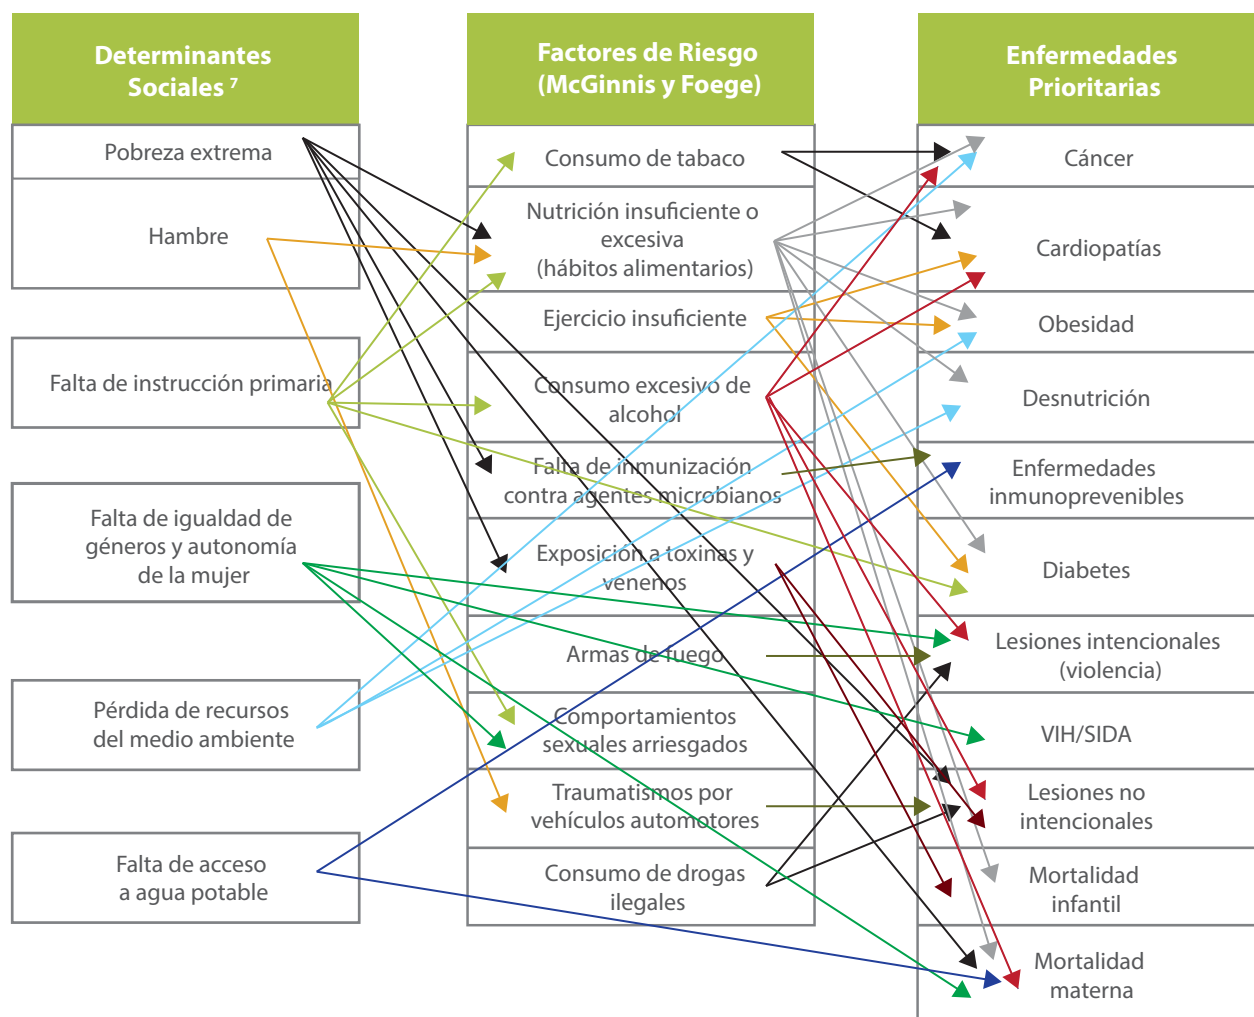 Determinantes
Sociales ⁷
Pobreza extrema
Hambre
Falta de instrucción primaria
Falta de igualdad de
géneros y autonomía
de la mujer
Pérdida de recursos
del medio ambiente
Falta de acceso
a agua potable
Factores de Riesgo
(McGinnis y Foege)
Consumo de tabaco
Nutrición insuficiente o
excesiva
(hábitos alimentarios)
Ejercicio insuficiente
Consumo excesivo de
alcohol
Falta de inmunización
contra agentes microbianos
Exposición a toxinas y
venenos
Armas de fuego
Comportamientos
sexuales arriesgados
Traumatismos por
vehículos automotores
Consumo de drogas
ilegales
Enfermedades
Prioritarias
Cáncer
Cardiopatías
Obesidad
Desnutrición
Enfermedades
inmunoprevenibles
Diabetes
Lesiones intencionales
(violencia)
VIH/SIDA
Lesiones no
intencionales
Mortalidad
infantil
Mortalidad
materna